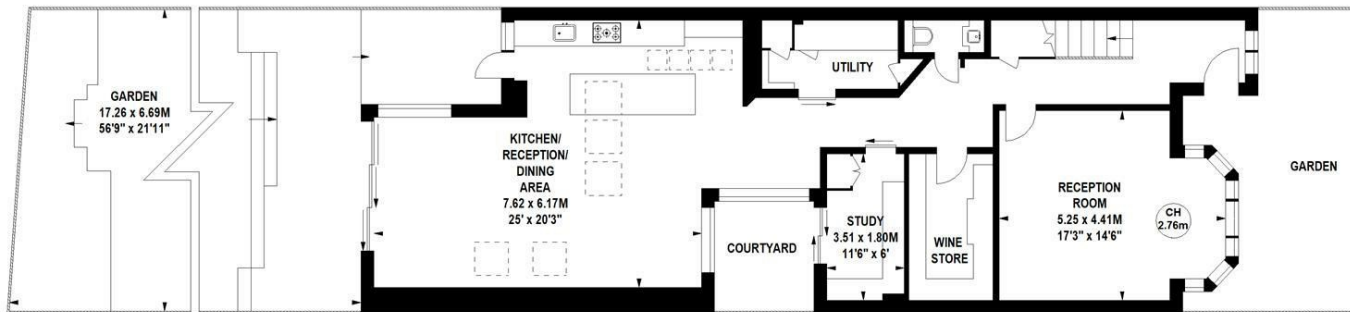 GARDEN
17.26 x 6.69M
56'9" x 21'11"
KITCHEN/
RECEPTION/
DINING
AREA
7.62 x 6.17M
25' x 20'3"
UTILITY
COURTYARD
STUDY
3.51 x 1.80M
11'6" x 6'
WINE
STORE
RECEPTION
ROOM
5.25 x 4.41M
17'3" x 14'6"
CH
2.76m
GARDEN